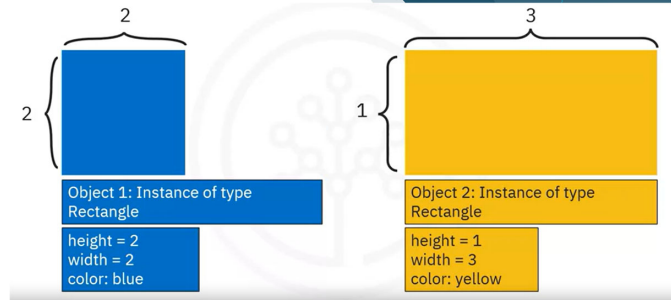 2
2
Object 1: Instance of type
Rectangle
height = 2
width = 2
color: blue
3
1
Object 2: Instance of type
Rectangle
height = 1
width = 3
color: yellow